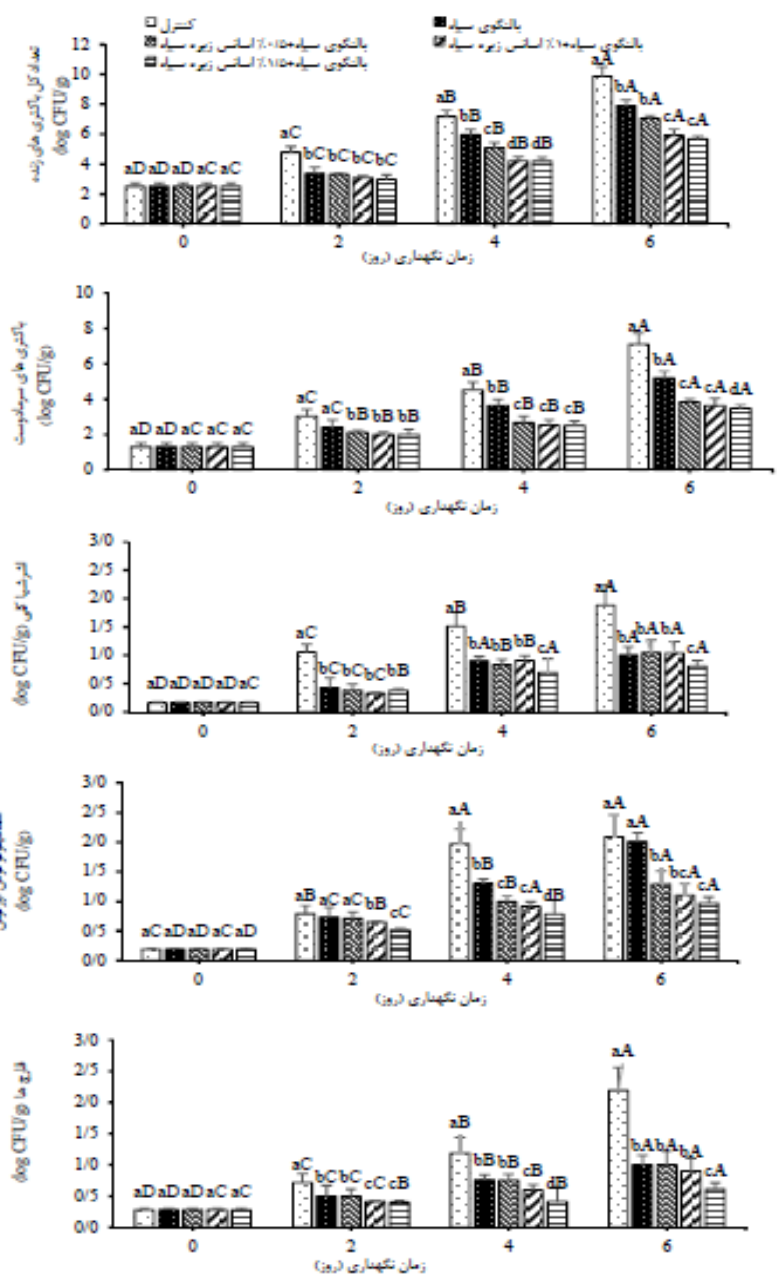 کنترل
بالنگوی سیاه
بالنگوی سیاه+۰/۵٪ اسانس زیره سیاه
بالنگوی سیاه+۱٪ اسانس زیره سیاه
بالنگوی سیاه+۱/۵٪ اسانس زیره سیاه
تعداد کل باکتری های زنده
(log CFU/g)
12
10
8
6
4
2
0
aD aD aD aC aC
aC bC bC bC bC
aB bB cB dB dB
aA bA bA cA cA
0 2 4 6
زمان نگهداری (روز)
باکتری های سرمادوست
(log CFU/g)
10
8
6
4
2
0
aD aD aC aC aC
aC aC bB bB bB
aB bB cB cB cB
aA bA cA cA dA
0 2 4 6
زمان نگهداری (روز)
اشرشیا کلی (log CFU/g)
3/0
2/5
2/0
1/5
1/0
0/5
0/0
aD aD aD aD aC
aC bC bC bC bB
aB bA bB bB cA
aA bA bA bA cA
0 2 4 6
زمان نگهداری (روز)
(log CFU/g)
3/0
2/5
2/0
1/5
1/0
0/5
0/0
aC aD aD aC aD
aB aC aC bB cC
aA bB cB cA dB
aA aA bA bcA cA
0 2 4 6
زمان نگهداری (روز)
قارچ ها (log CFU/g)
3/0
2/5
2/0
1/5
1/0
0/5
0/0
aD aD aD aC aC
aC bC bC cC cB
aB bB bB cB dB
aA bA bA bA cA
0 2 4 6
زمان نگهداری (روز)